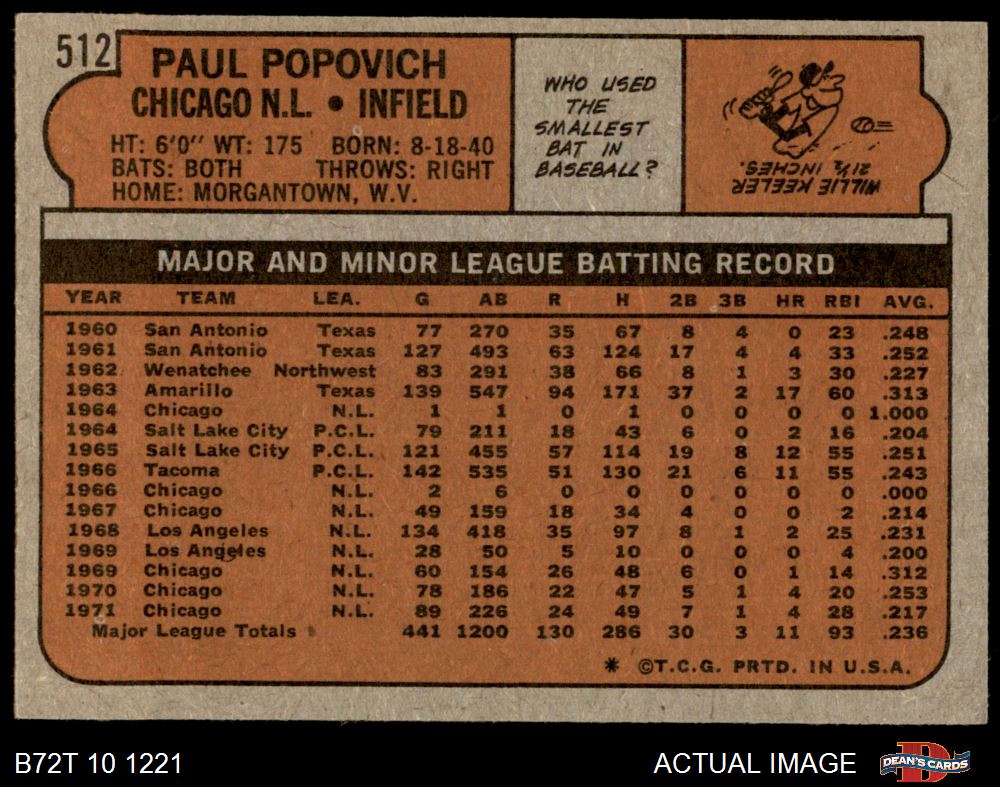 512
PAUL POPOVICH
CHICAGO N.L. • INFIELD
HT: 6'0" WT: 175 BORN: 8-18-40
BATS: BOTH THROWS: RIGHT
HOME: MORGANTOWN, W.V.
WHO USED
THE
SMALLEST
BAT IN
BASEBALL?
WILLIE KEELER
21½ INCHES.
MAJOR AND MINOR LEAGUE BATTING RECORD
YEAR TEAM LEA. G AB R H 2B 3B HR RBI AVG.
1960 San Antonio Texas 77 270 35 67 8 4 0 23 .248
1961 San Antonio Texas 127 493 63 124 17 4 4 33 .252
1962 Wenatchee Northwest 83 291 38 66 8 1 3 30 .227
1963 Amarillo Texas 139 547 94 171 37 2 17 60 .313
1964 Chicago N.L. 1 1 0 1 0 0 0 0 1.000
1964 Salt Lake City P.C.L. 79 211 18 43 6 0 2 16 .204
1965 Salt Lake City P.C.L. 121 455 57 114 19 8 12 55 .251
1966 Tacoma P.C.L. 142 535 51 130 21 6 11 55 .243
1966 Chicago N.L. 2 6 0 0 0 0 0 0 .000
1967 Chicago N.L. 49 159 18 34 4 0 0 2 .214
1968 Los Angeles N.L. 134 418 35 97 8 1 2 25 .231
1969 Los Angeles N.L. 28 50 5 10 0 0 0 4 .200
1969 Chicago N.L. 60 154 26 48 6 0 1 14 .312
1970 Chicago N.L. 78 186 22 47 5 1 4 20 .253
1971 Chicago N.L. 89 226 24 49 7 1 4 28 .217
Major League Totals 441 1200 130 286 30 3 11 93 .236
* ©T.C.G. PRTD. IN U.S.A.
B72T 10 1221
ACTUAL IMAGE
DEAN'S CARDS